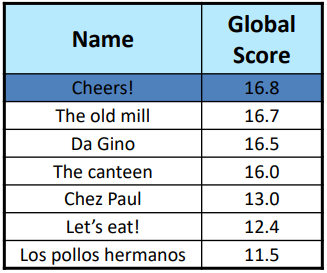 Name Global Score
Cheers! 16.8
The old mill 16.7
Da Gino 16.5
The canteen 16.0
Chez Paul 13.0
Let's eat! 12.4
Los pollos hermanos 11.5